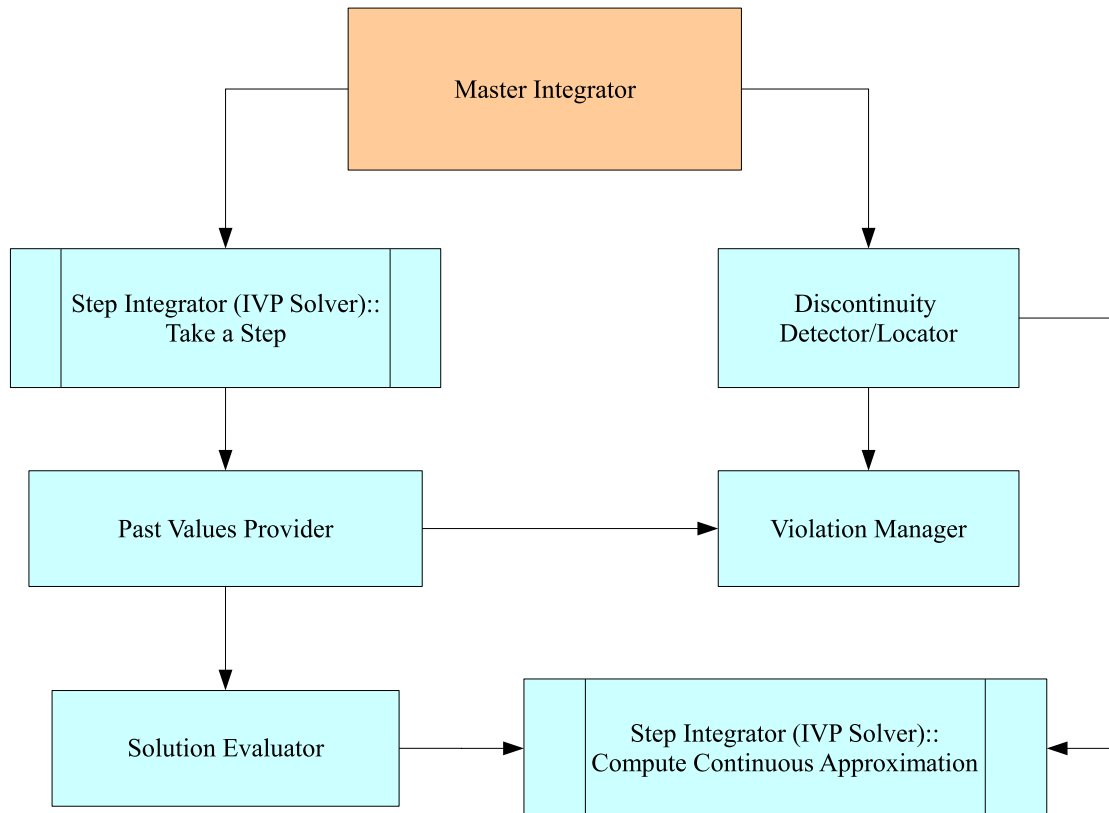 Master Integrator
Step Integrator (IVP Solver)::
Take a Step
Discontinuity
Detector/Locator
Past Values Provider
Violation Manager
Solution Evaluator
Step Integrator (IVP Solver)::
Compute Continuous Approximation